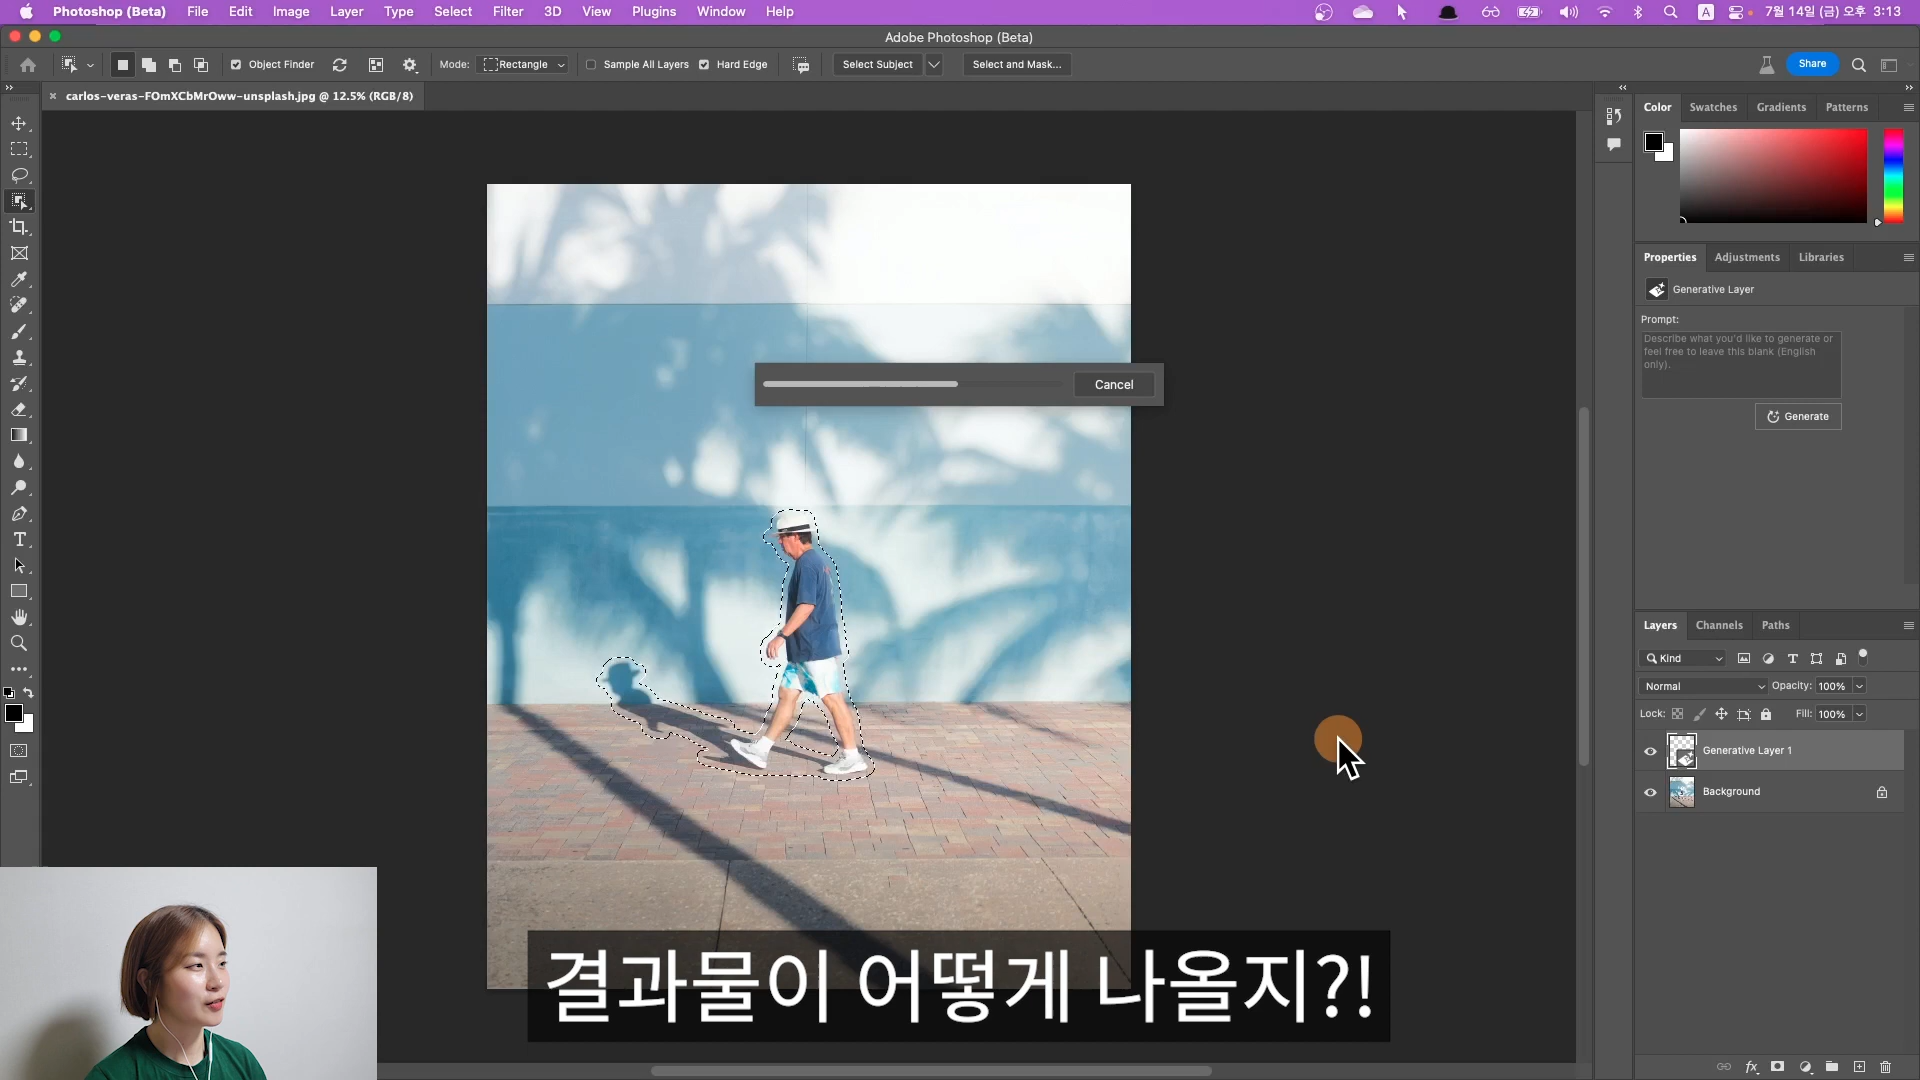 Photoshop (Beta) File Edit Image Layer Type Select Filter 3D View Plugins Window Help
A 7월 14일 (금) 오후 3:13
Adobe Photoshop (Beta)
Object Finder Mode: Rectangle Sample All Layers Hard Edge Select Subject Select and Mask... Share
carlos-veras-FOmXCbMrOww-unsplash.jpg @ 12.5% (RGB/8)
Color Swatches Gradients Patterns
Properties Adjustments Libraries
Generative Layer
Prompt:
Describe what you'd like to generate or
feel free to leave this blank (English
only).
Cancel
Generate
Layers Channels Paths
Kind
Normal Opacity: 100%
Lock: Fill: 100%
Generative Layer 1
Background
결과물이 어떻게 나올지?!